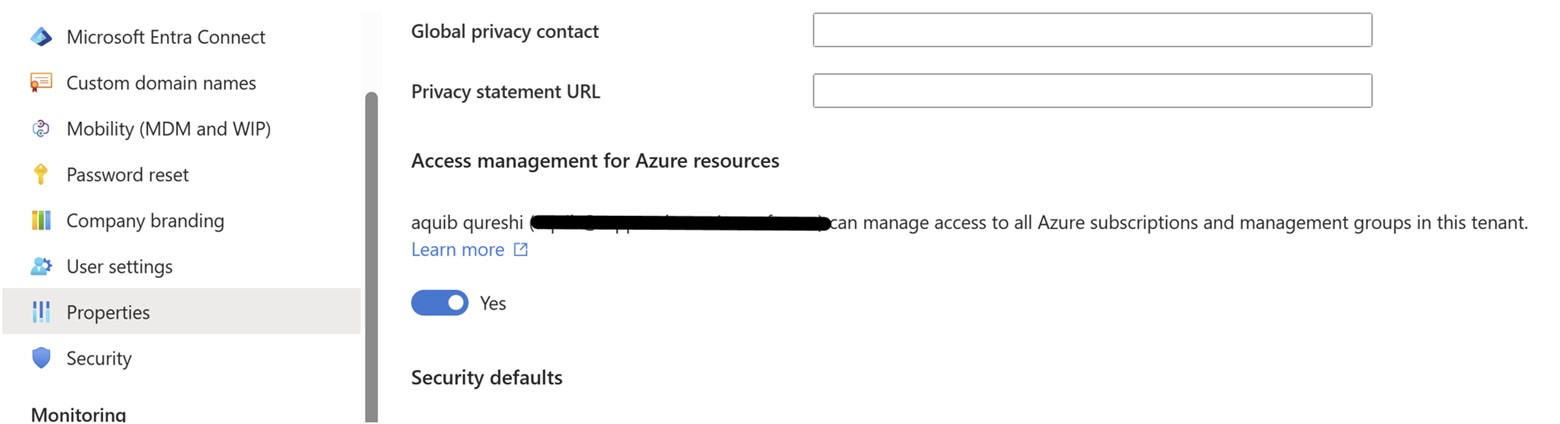 Microsoft Entra Connect
Custom domain names
Mobility (MDM and WIP)
Password reset
Company branding
User settings
Properties
Security
Monitoring
Global privacy contact
Privacy statement URL
Access management for Azure resources
aquib qureshi ( can manage access to all Azure subscriptions and management groups in this tenant.
Learn more
Yes
Security defaults